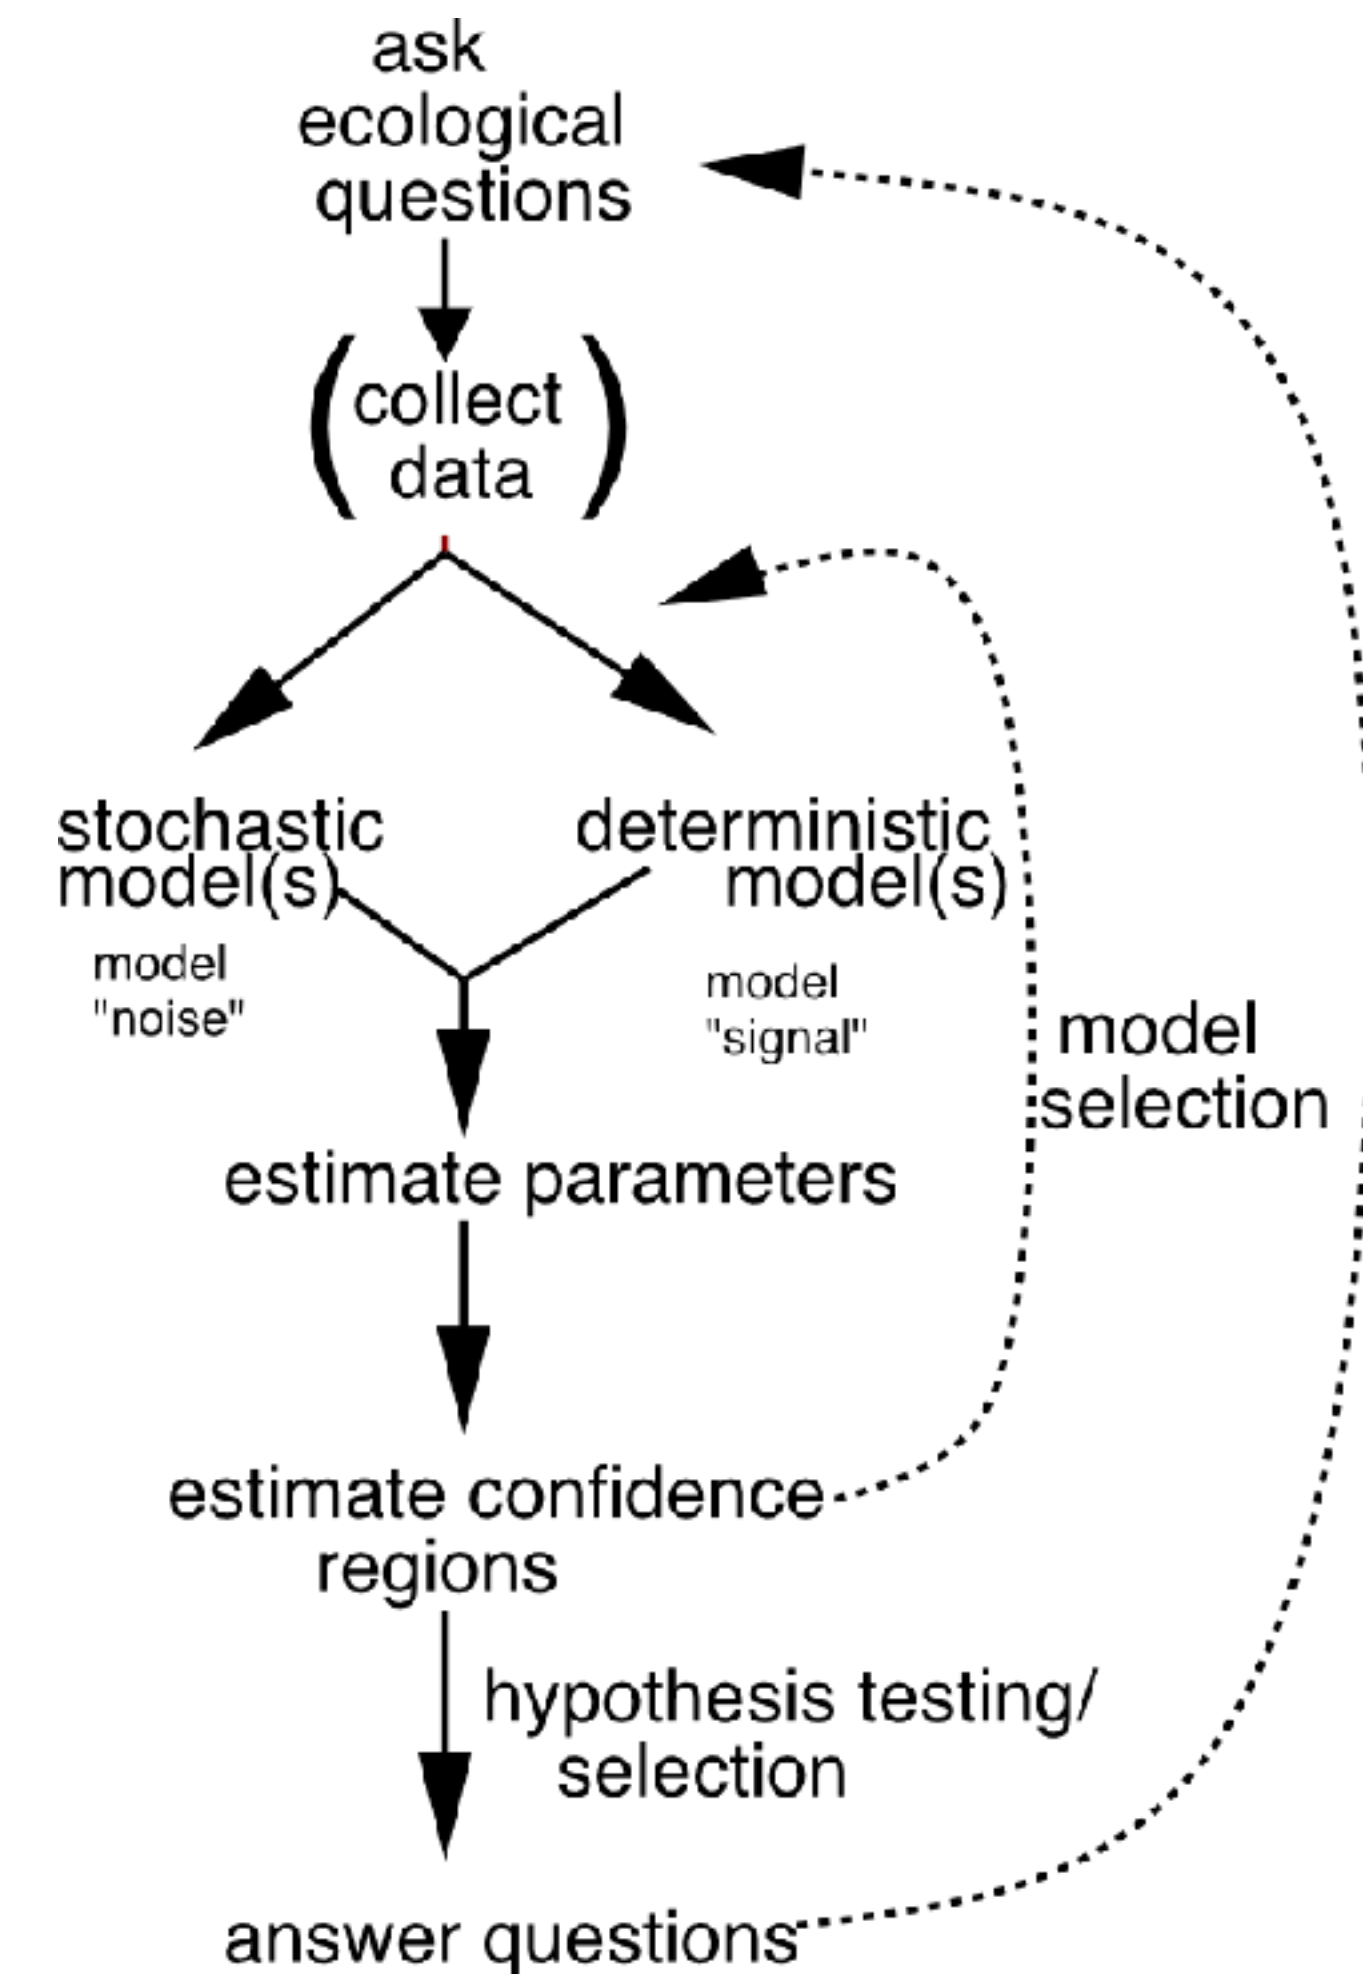 ask
ecological
questions
( collect
data )
stochastic
model(s)
deterministic
model(s)
model
"noise"
model
"signal"
model
selection
estimate parameters
estimate confidence
regions
hypothesis testing/
selection
answer questions